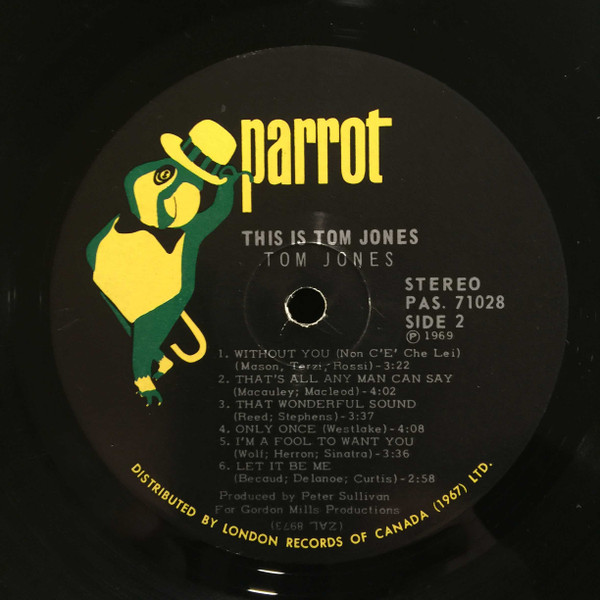 parrot
THIS IS TOM JONES
TOM JONES
STEREO
PAS. 71028
SIDE 2
Ⓟ 1969
1. WITHOUT YOU (Non C'E' Che Lei)
(Mason, Terzi, Rossi) - 3:22
2. THAT'S ALL ANY MAN CAN SAY
(Macauley; Macleod) - 4:02
3. THAT WONDERFUL SOUND
(Reed; Stephens) - 3:37
4. ONLY ONCE (Westlake) - 4:08
5. I'M A FOOL TO WANT YOU
(Wolf; Herron; Sinatra) - 3:36
6. LET IT BE ME
(Becaud; Delanoe; Curtis) - 2:58
Produced by Peter Sullivan
For Gordon Mills Productions
(ZAL 8973)
DISTRIBUTED BY LONDON RECORDS OF CANADA (1967) LTD.